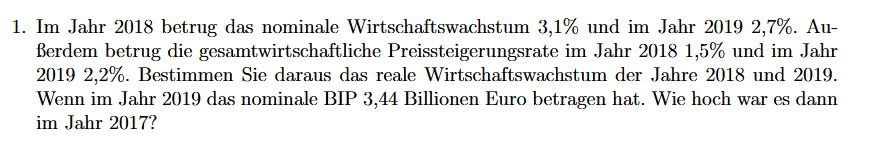 1. Im Jahr 2018 betrug das nominale Wirtschaftswachstum 3,1% und im Jahr 2019 2,7%. Au-
ßerdem betrug die gesamtwirtschaftliche Preissteigerungsrate im Jahr 2018 1,5% und im Jahr
2019 2,2%. Bestimmen Sie daraus das reale Wirtschaftswachstum der Jahre 2018 und 2019.
Wenn im Jahr 2019 das nominale BIP 3,44 Billionen Euro betragen hat. Wie hoch war es dann
im Jahr 2017?